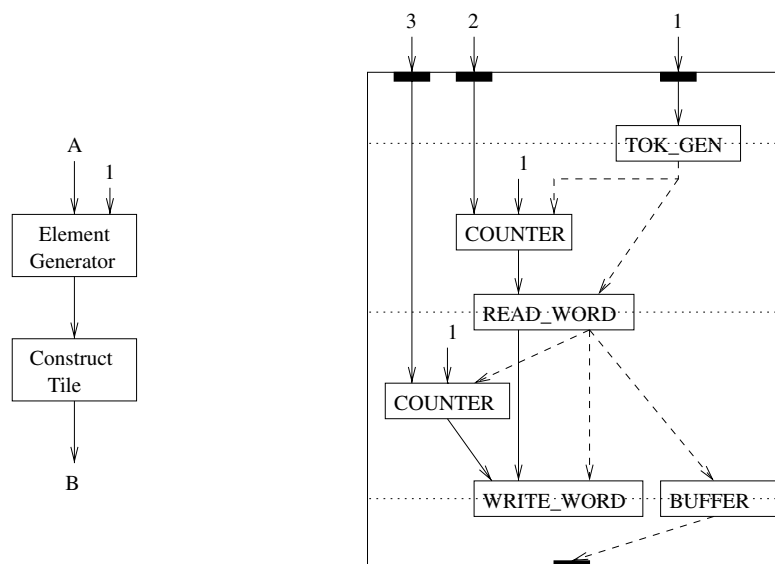 A
1
Element
Generator
Construct
Tile
B
3
2
1
TOK_GEN
1
COUNTER
READ_WORD
1
COUNTER
WRITE_WORD
BUFFER